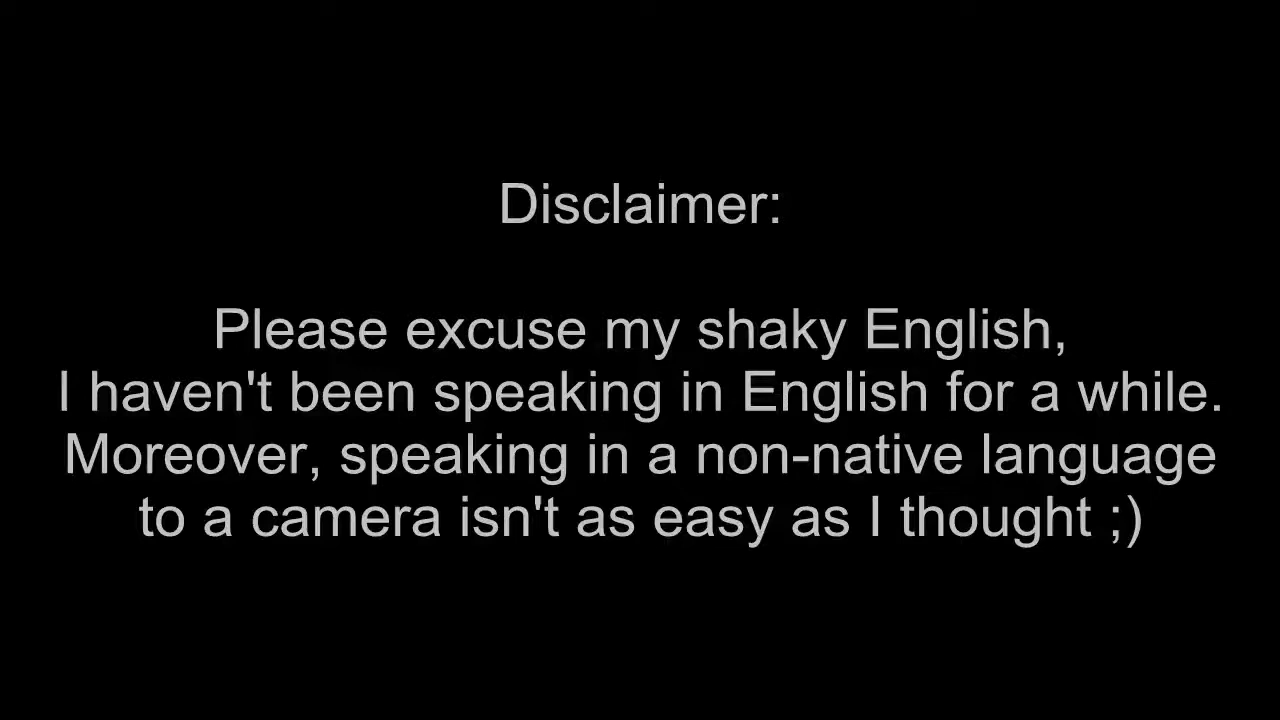 Disclaimer:
Please excuse my shaky English,
I haven't been speaking in English for a while.
Moreover, speaking in a non-native language
to a camera isn't as easy as I thought ;)